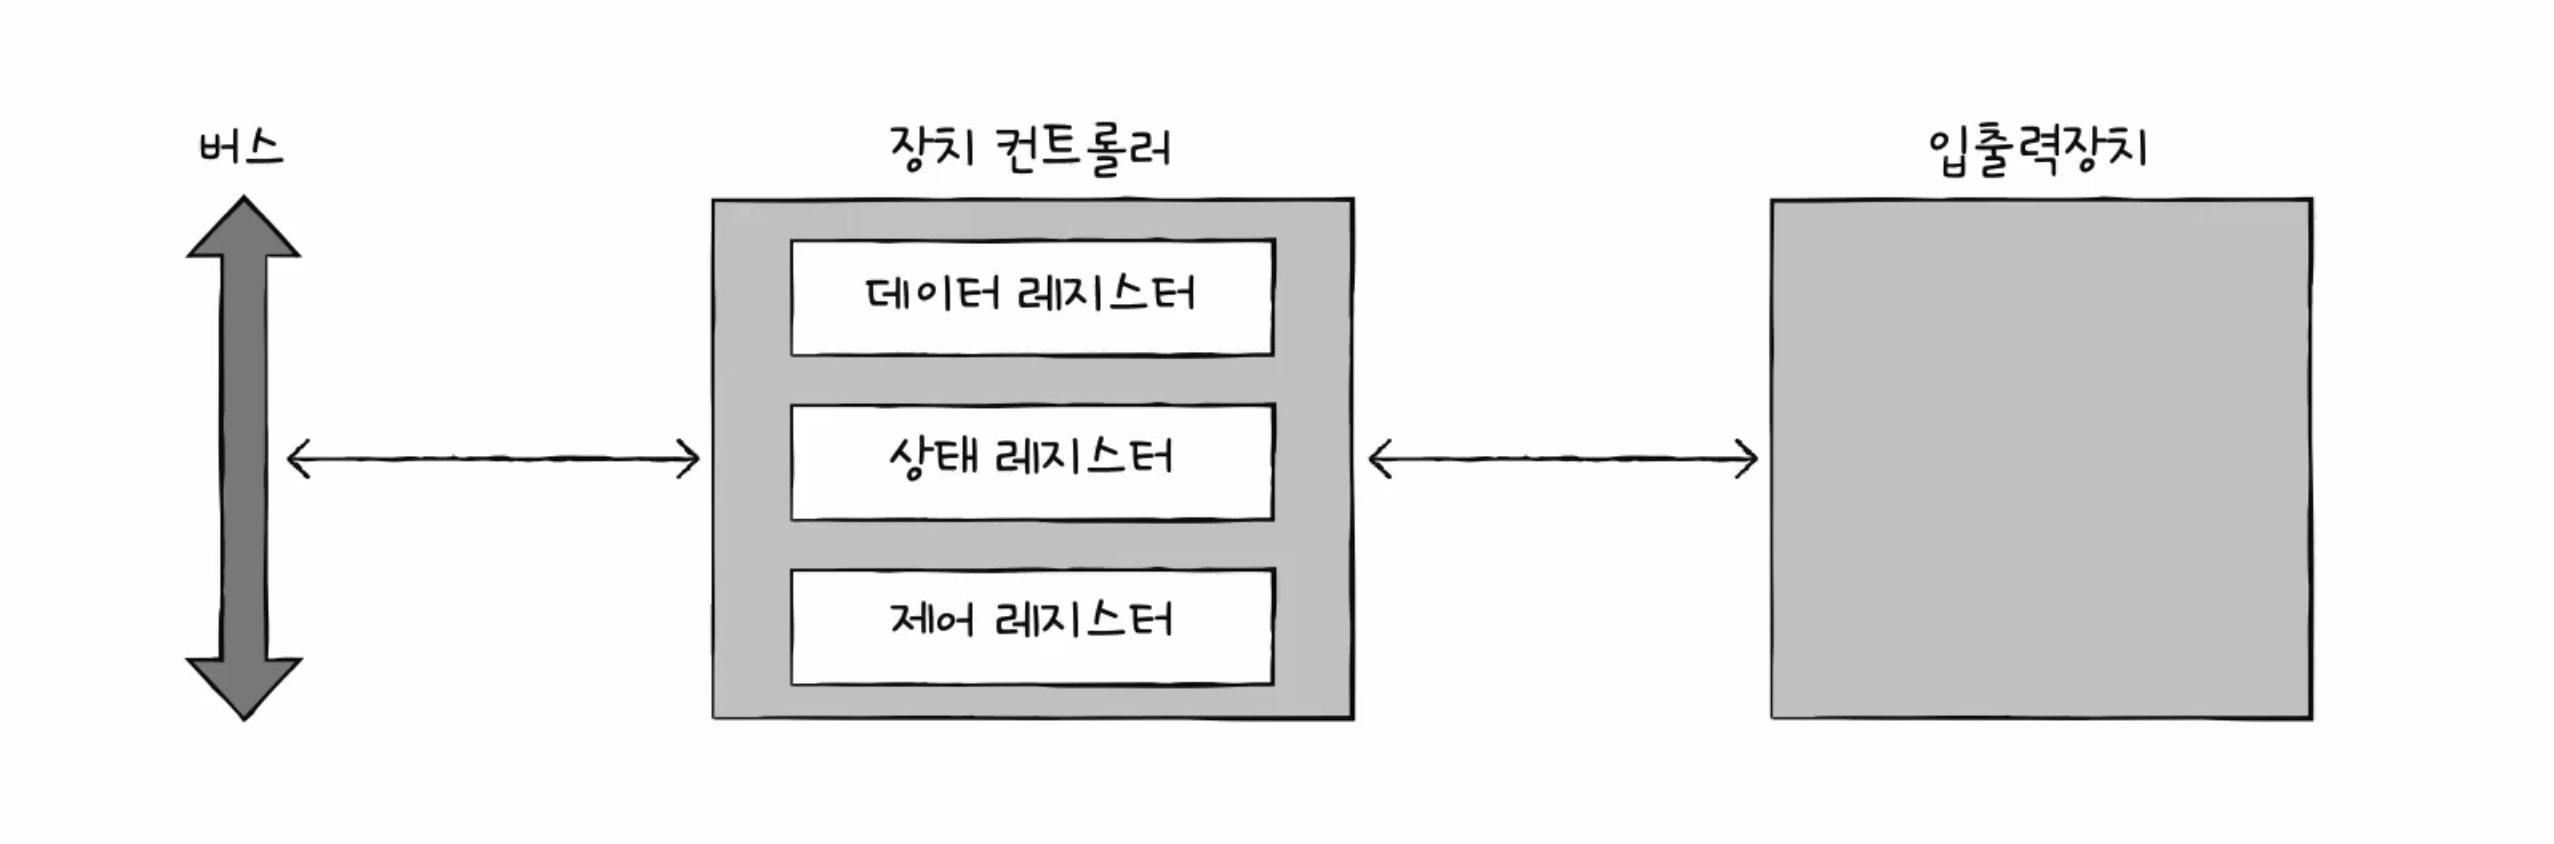 버스
장치 컨트롤러
입출력장치
데이터 레지스터
상태 레지스터
제어 레지스터